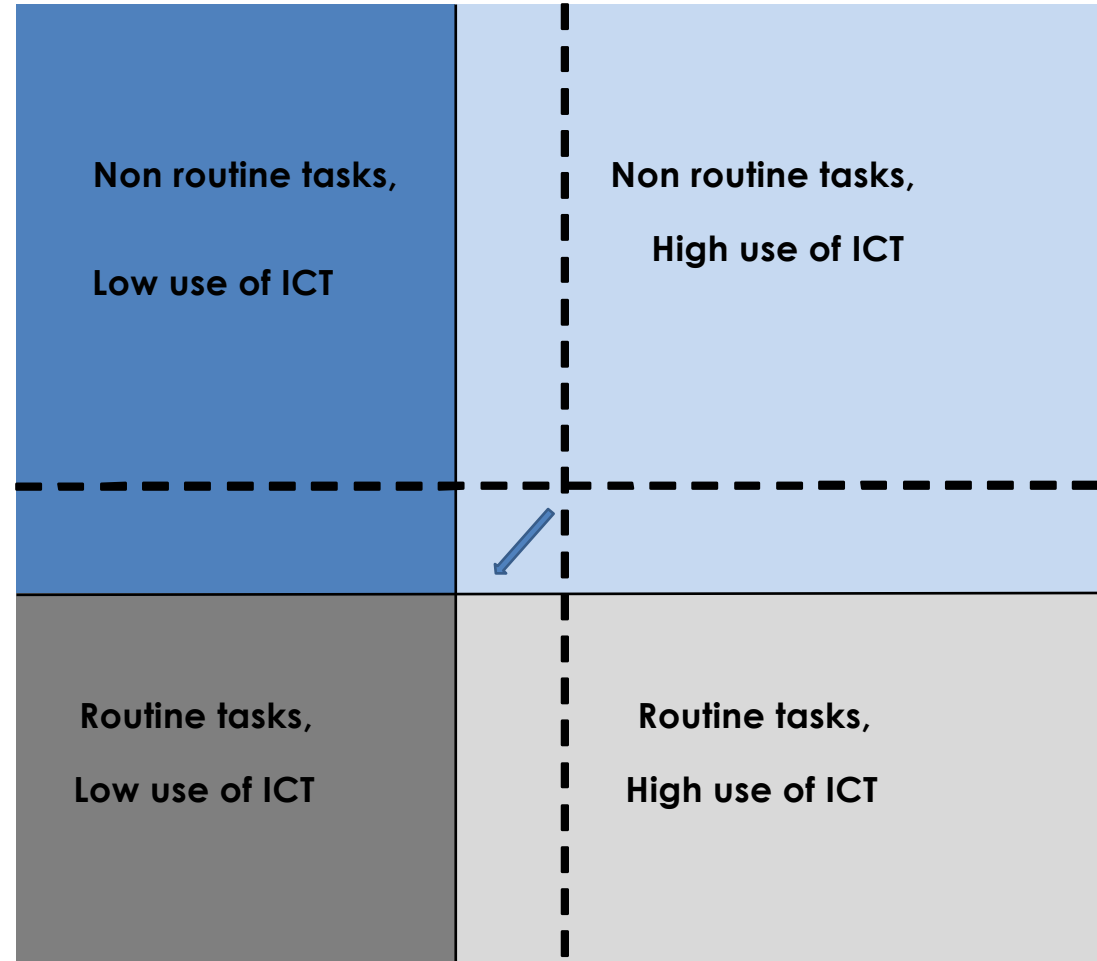 Non routine tasks,
Low use of ICT
Non routine tasks,
High use of ICT
Routine tasks,
Low use of ICT
Routine tasks,
High use of ICT